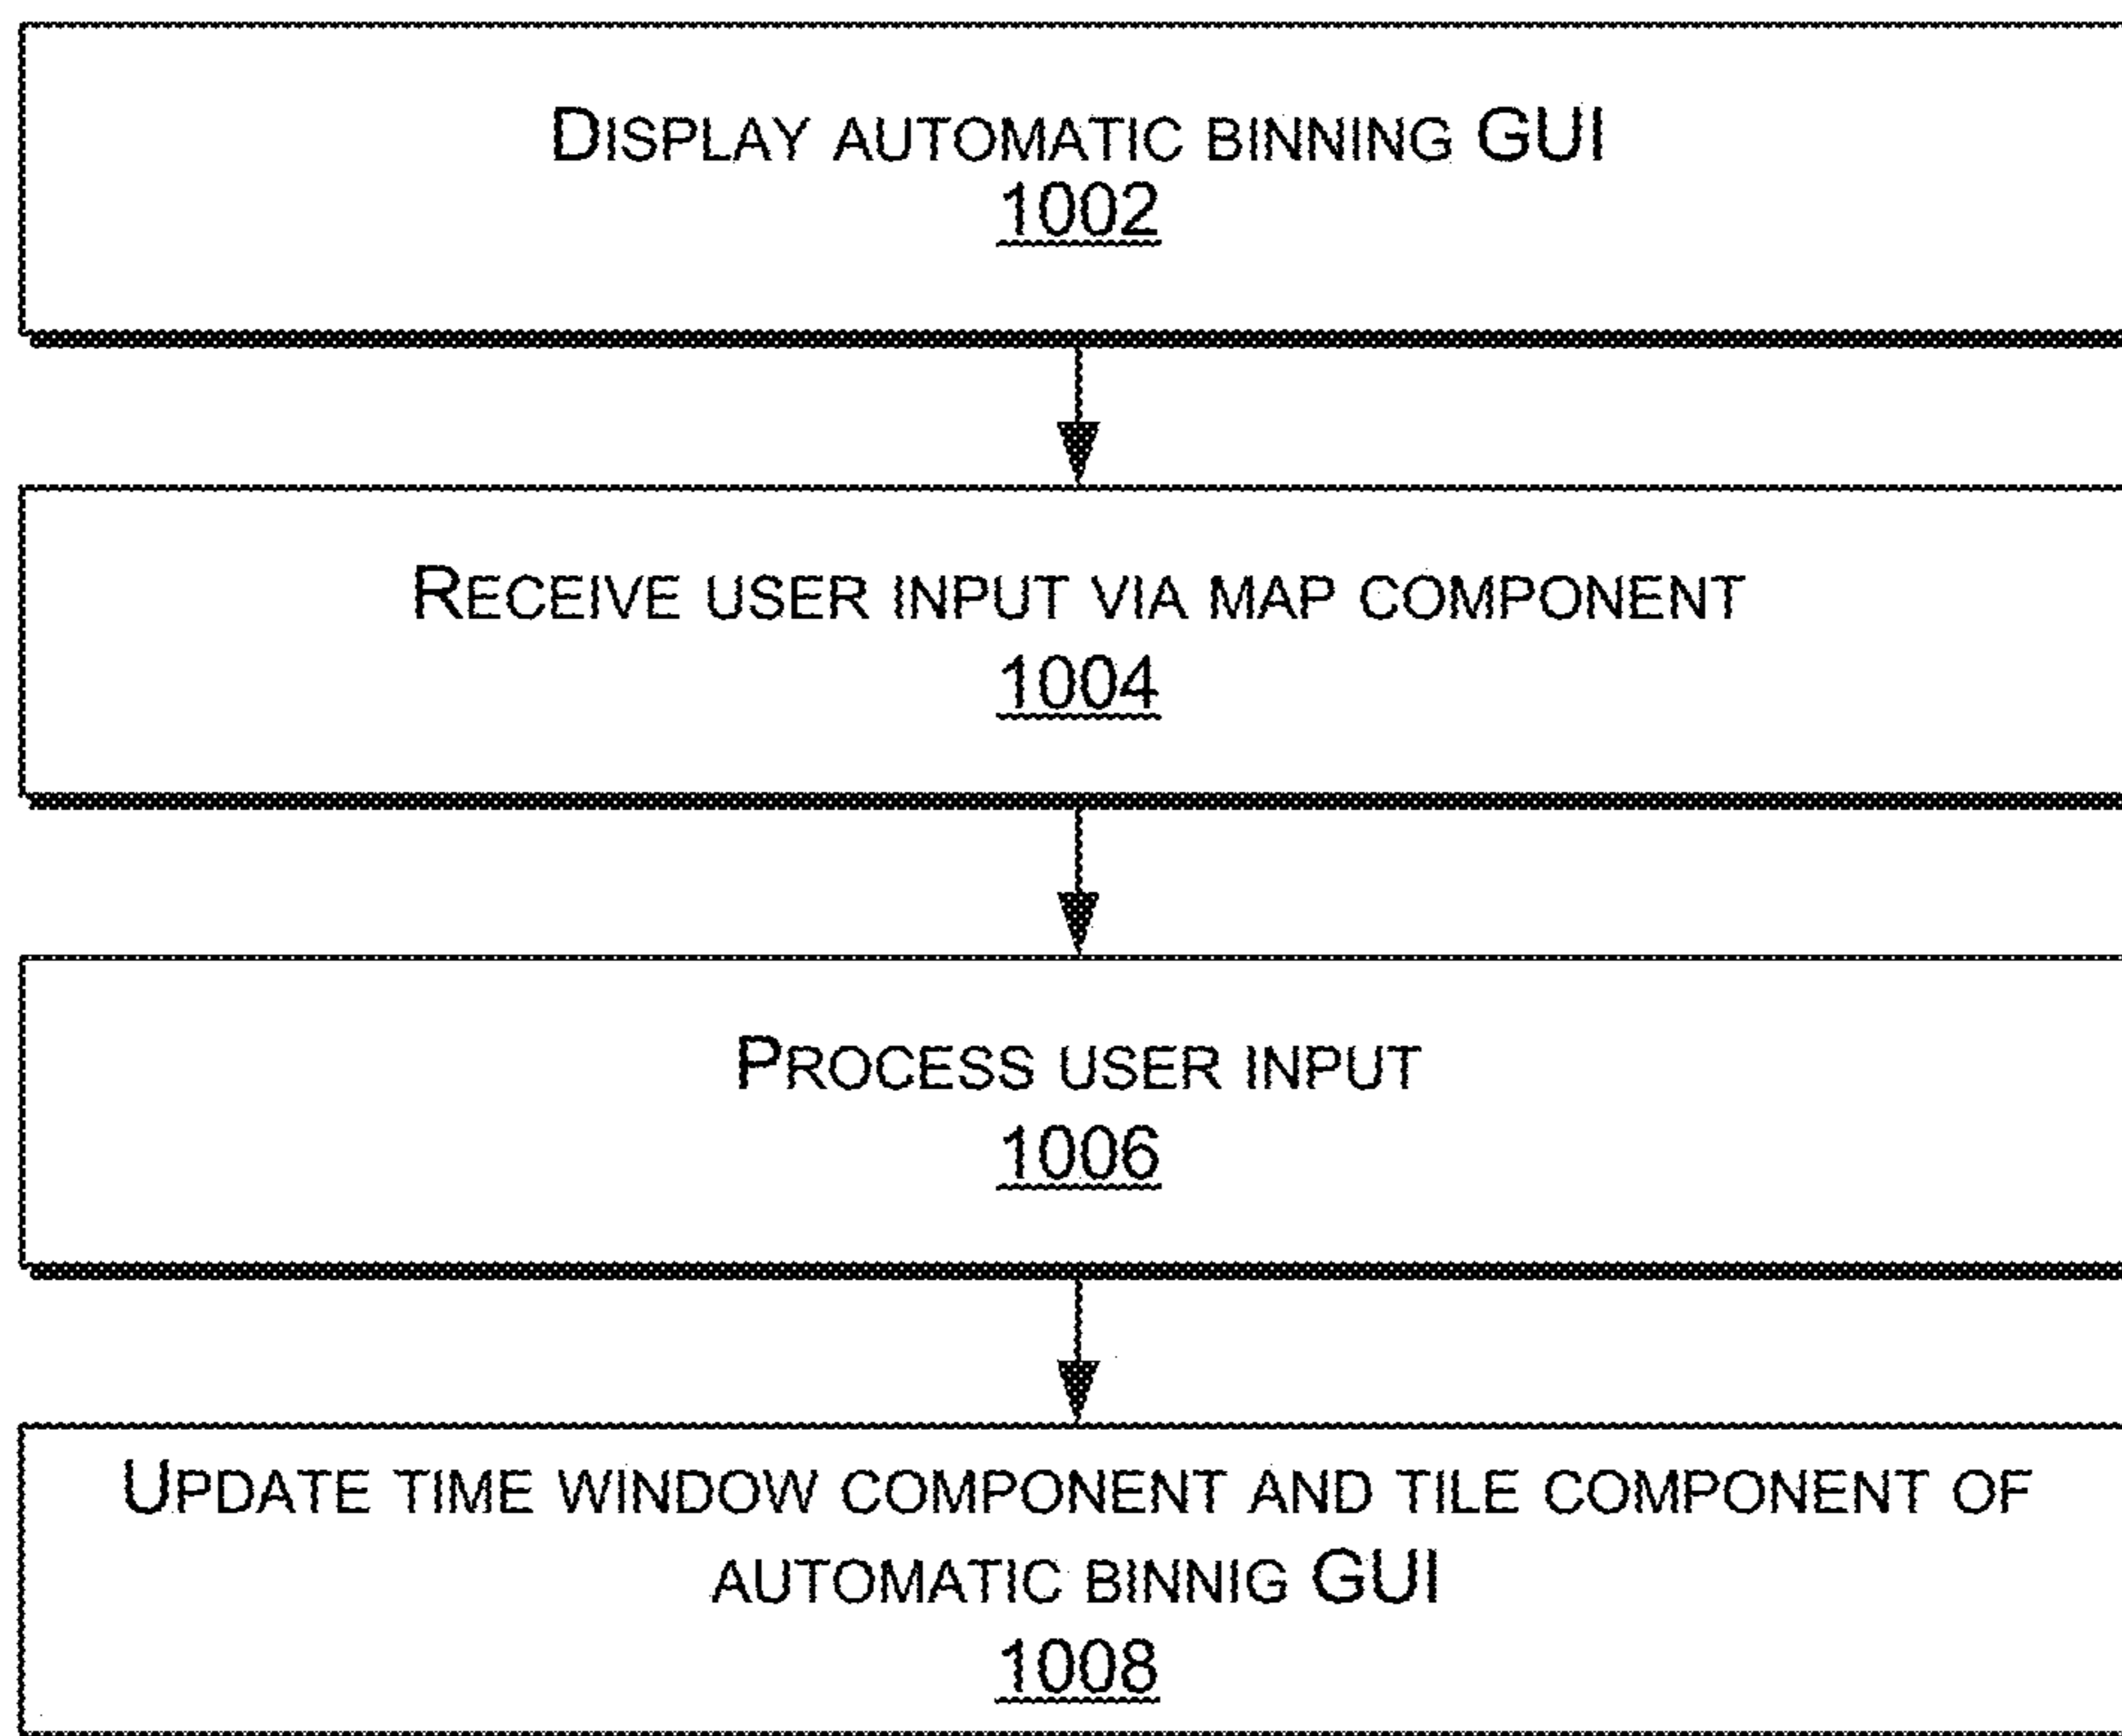 DISPLAY AUTOMATIC BINNING GUI
1002
RECEIVE USER INPUT VIA MAP COMPONENT
1004
PROCESS USER INPUT
1006
UPDATE TIME WINDOW COMPONENT AND TILE COMPONENT OF
AUTOMATIC BINNIG GUI
1008